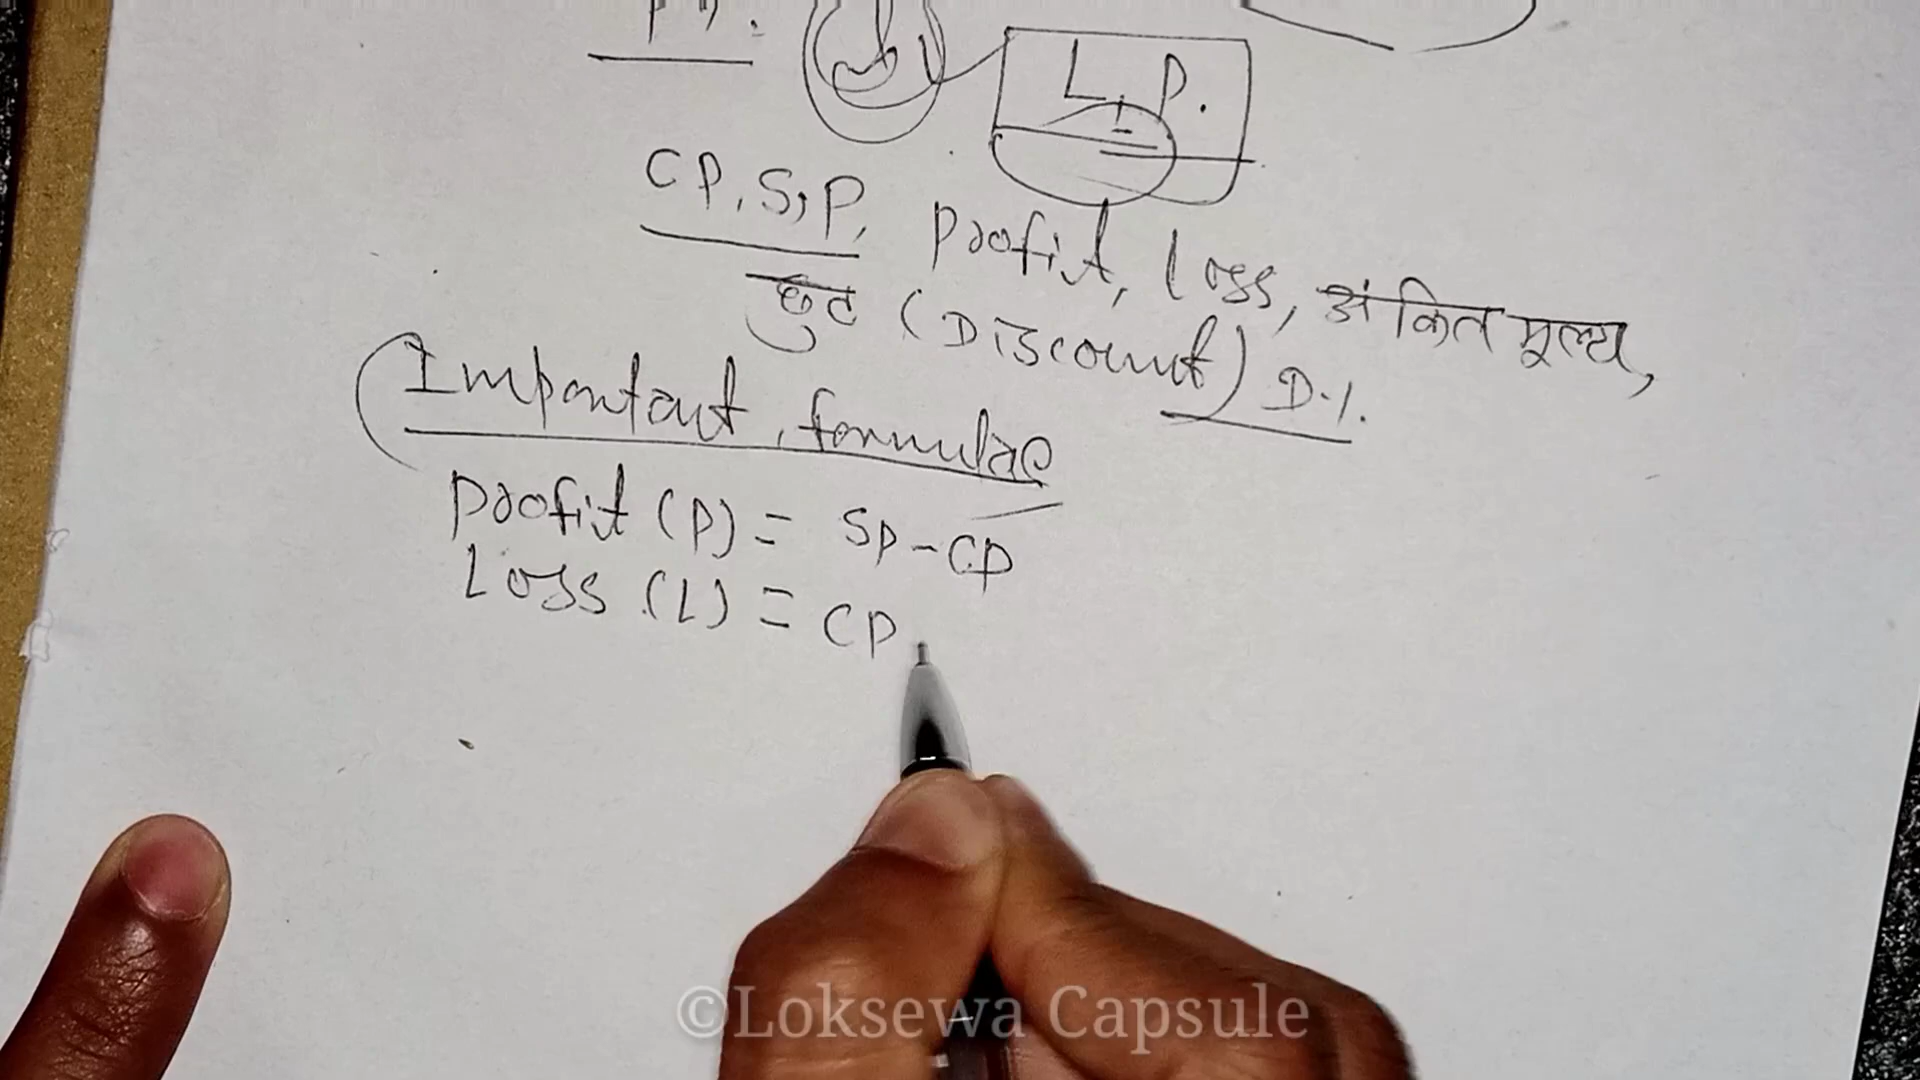 L.P.
CP, S.P, Profit, Loss, अंकित मूल्य,
छुट (Discount) D.%
Important formulae
Profit (P) = SP-CP
Loss (L) = CP
©Loksewa Capsule